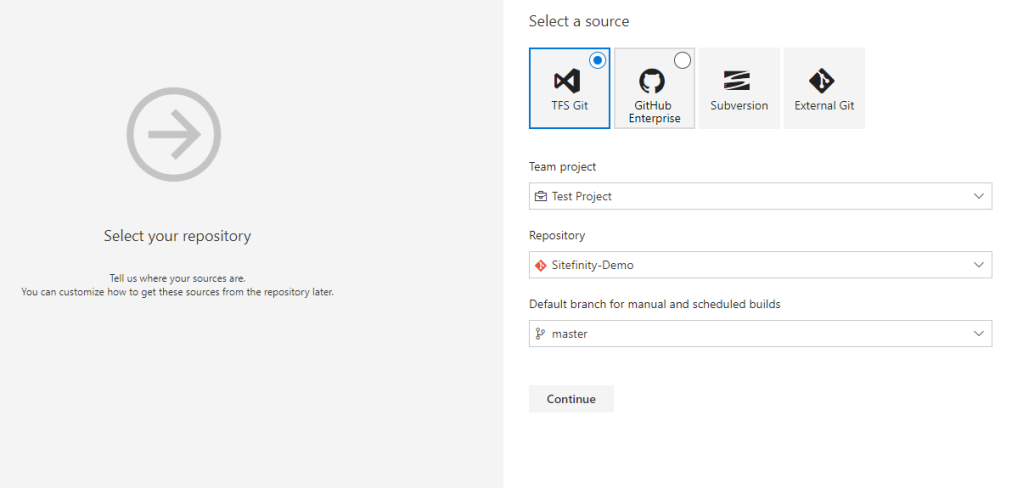 Select your repository
Tell us where your sources are.
You can customize how to get these sources from the repository later.
Select a source
TFS Git
GitHub
Enterprise
Subversion
External Git
Team project
Test Project
Repository
Sitefinity-Demo
Default branch for manual and scheduled builds
master
Continue